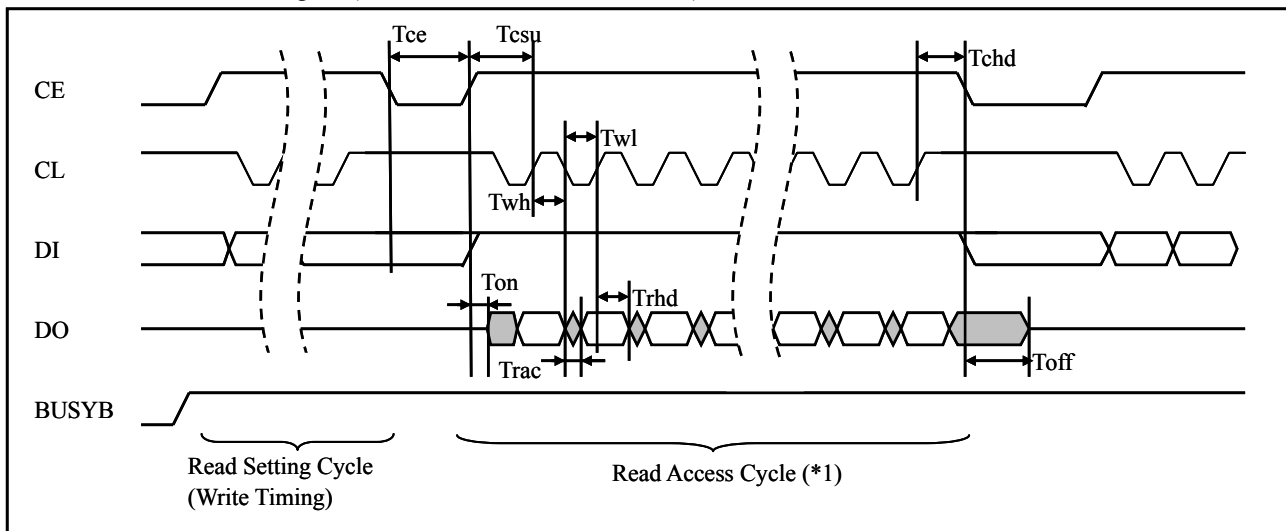 Tce
Tcsu
Tchd
CE
Twl
CL
Twh
DI
Ton
Trhd
DO
Trac
Toff
BUSYB
Read Setting Cycle
(Write Timing)
Read Access Cycle (*1)